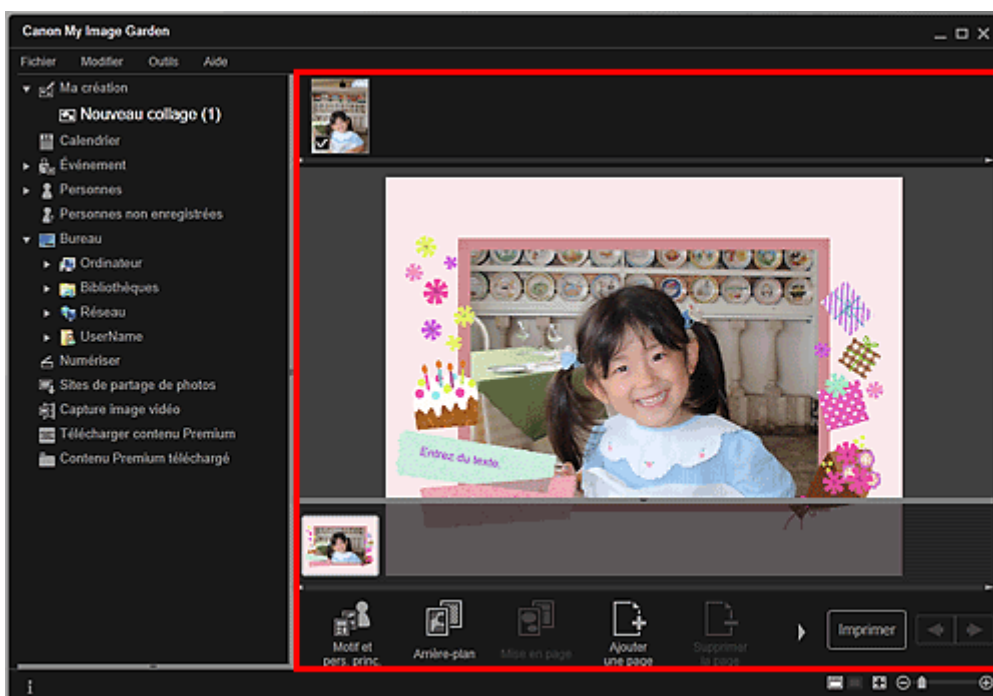 Canon My Image Garden
Fichier Modifier Outils Aide
Ma création
Nouveau collage (1)
Calendrier
Événement
Personnes
Personnes non enregistrées
Bureau
Ordinateur
Bibliothèques
Réseau
UserName
Numériser
Sites de partage de photos
Capture image vidéo
Télécharger contenu Premium
Contenu Premium téléchargé
Entrez du texte.
Motif et
pers. princ.
Arrière-plan
Mise en page
Ajouter
une page
Supprimer
la page
Imprimer